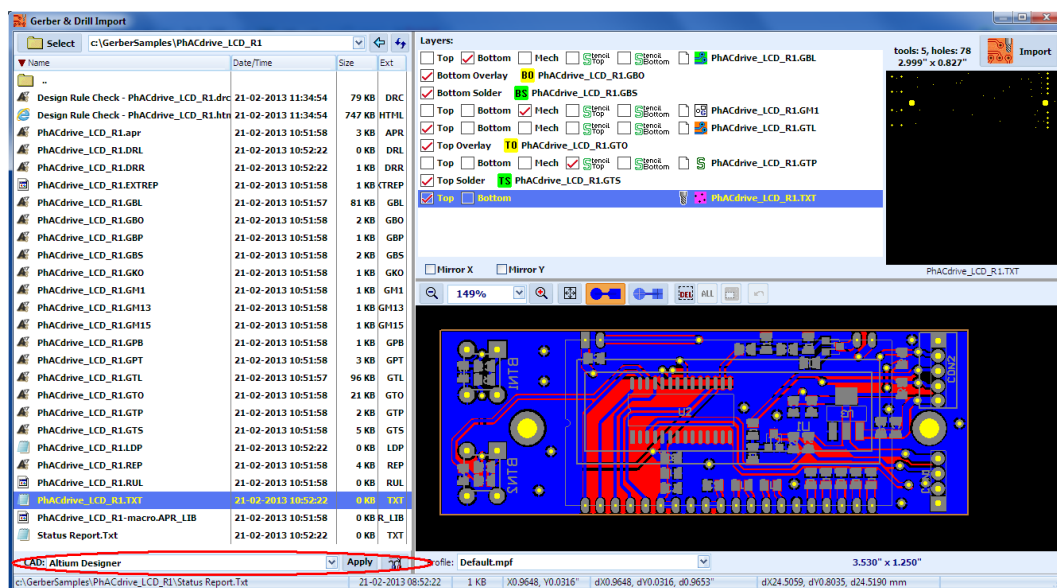 Gerber & Drill Import
Select c:\GerberSamples\PhACdrive_LCD_R1
Name Date/Time Size Ext
..
Design Rule Check - PhACdrive_LCD_R1.drc 21-02-2013 11:34:54 79 KB DRC
Design Rule Check - PhACdrive_LCD_R1.htm 21-02-2013 11:34:54 747 KB HTML
PhACdrive_LCD_R1.apr 21-02-2013 10:51:58 3 KB APR
PhACdrive_LCD_R1.DRL 21-02-2013 10:52:22 0 KB DRL
PhACdrive_LCD_R1.DRR 21-02-2013 10:52:22 1 KB DRR
PhACdrive_LCD_R1.EXTREP 21-02-2013 10:51:58 1 KB XTREP
PhACdrive_LCD_R1.GBL 21-02-2013 10:51:57 81 KB GBL
PhACdrive_LCD_R1.GBO 21-02-2013 10:51:58 2 KB GBO
PhACdrive_LCD_R1.GBP 21-02-2013 10:51:58 1 KB GBP
PhACdrive_LCD_R1.GBS 21-02-2013 10:51:58 2 KB GBS
PhACdrive_LCD_R1.GKO 21-02-2013 10:51:58 1 KB GKO
PhACdrive_LCD_R1.GM1 21-02-2013 10:51:58 1 KB GM1
PhACdrive_LCD_R1.GM13 21-02-2013 10:51:58 1 KB GM13
PhACdrive_LCD_R1.GM15 21-02-2013 10:51:58 1 KB GM15
PhACdrive_LCD_R1.GPB 21-02-2013 10:51:58 1 KB GPB
PhACdrive_LCD_R1.GPT 21-02-2013 10:51:58 3 KB GPT
PhACdrive_LCD_R1.GTL 21-02-2013 10:51:57 96 KB GTL
PhACdrive_LCD_R1.GTO 21-02-2013 10:51:58 21 KB GTO
PhACdrive_LCD_R1.GTP 21-02-2013 10:51:58 2 KB GTP
PhACdrive_LCD_R1.GTS 21-02-2013 10:51:58 5 KB GTS
PhACdrive_LCD_R1.LDP 21-02-2013 10:52:22 0 KB LDP
PhACdrive_LCD_R1.REP 21-02-2013 10:51:58 4 KB REP
PhACdrive_LCD_R1.RUL 21-02-2013 10:51:58 0 KB RUL
PhACdrive_LCD_R1.TXT 21-02-2013 10:52:22 0 KB TXT
PhACdrive_LCD_R1-macro.APR_LIB 21-02-2013 10:51:58 0 KB R_LIB
Status Report.Txt 21-02-2013 10:52:22 0 KB TXT
CAD: Altium Designer Apply
Layers:
Top Bottom Mech Stencil Top Stencil Bottom PhACdrive_LCD_R1.GBL
Bottom Overlay BO PhACdrive_LCD_R1.GBO
Bottom Solder BS PhACdrive_LCD_R1.GBS
Top Bottom Mech Stencil Top Stencil Bottom PhACdrive_LCD_R1.GM1
Top Bottom Mech Stencil Top Stencil Bottom PhACdrive_LCD_R1.GTL
Top Overlay TO PhACdrive_LCD_R1.GTO
Top Bottom Mech Stencil Top Stencil Bottom PhACdrive_LCD_R1.GTP
Top Solder TS PhACdrive_LCD_R1.GTS
Top Bottom PhACdrive_LCD_R1.TXT
Mirror X Mirror Y
tools: 5, holes: 78
2.999" x 0.827"
Import
PhACdrive_LCD_R1.TXT
149% DEL ALL
BTN1
BTN2
U2
CON2
Profile: Default.mpf 3.530" x 1.250"
c:\GerberSamples\PhACdrive_LCD_R1\Status Report.Txt 21-02-2013 08:52:22 1 KB X0.9648, Y0.0316" dX0.9648, dY0.0316, d0.9653" dX24.5059, dY0.8035, d24.5190 mm